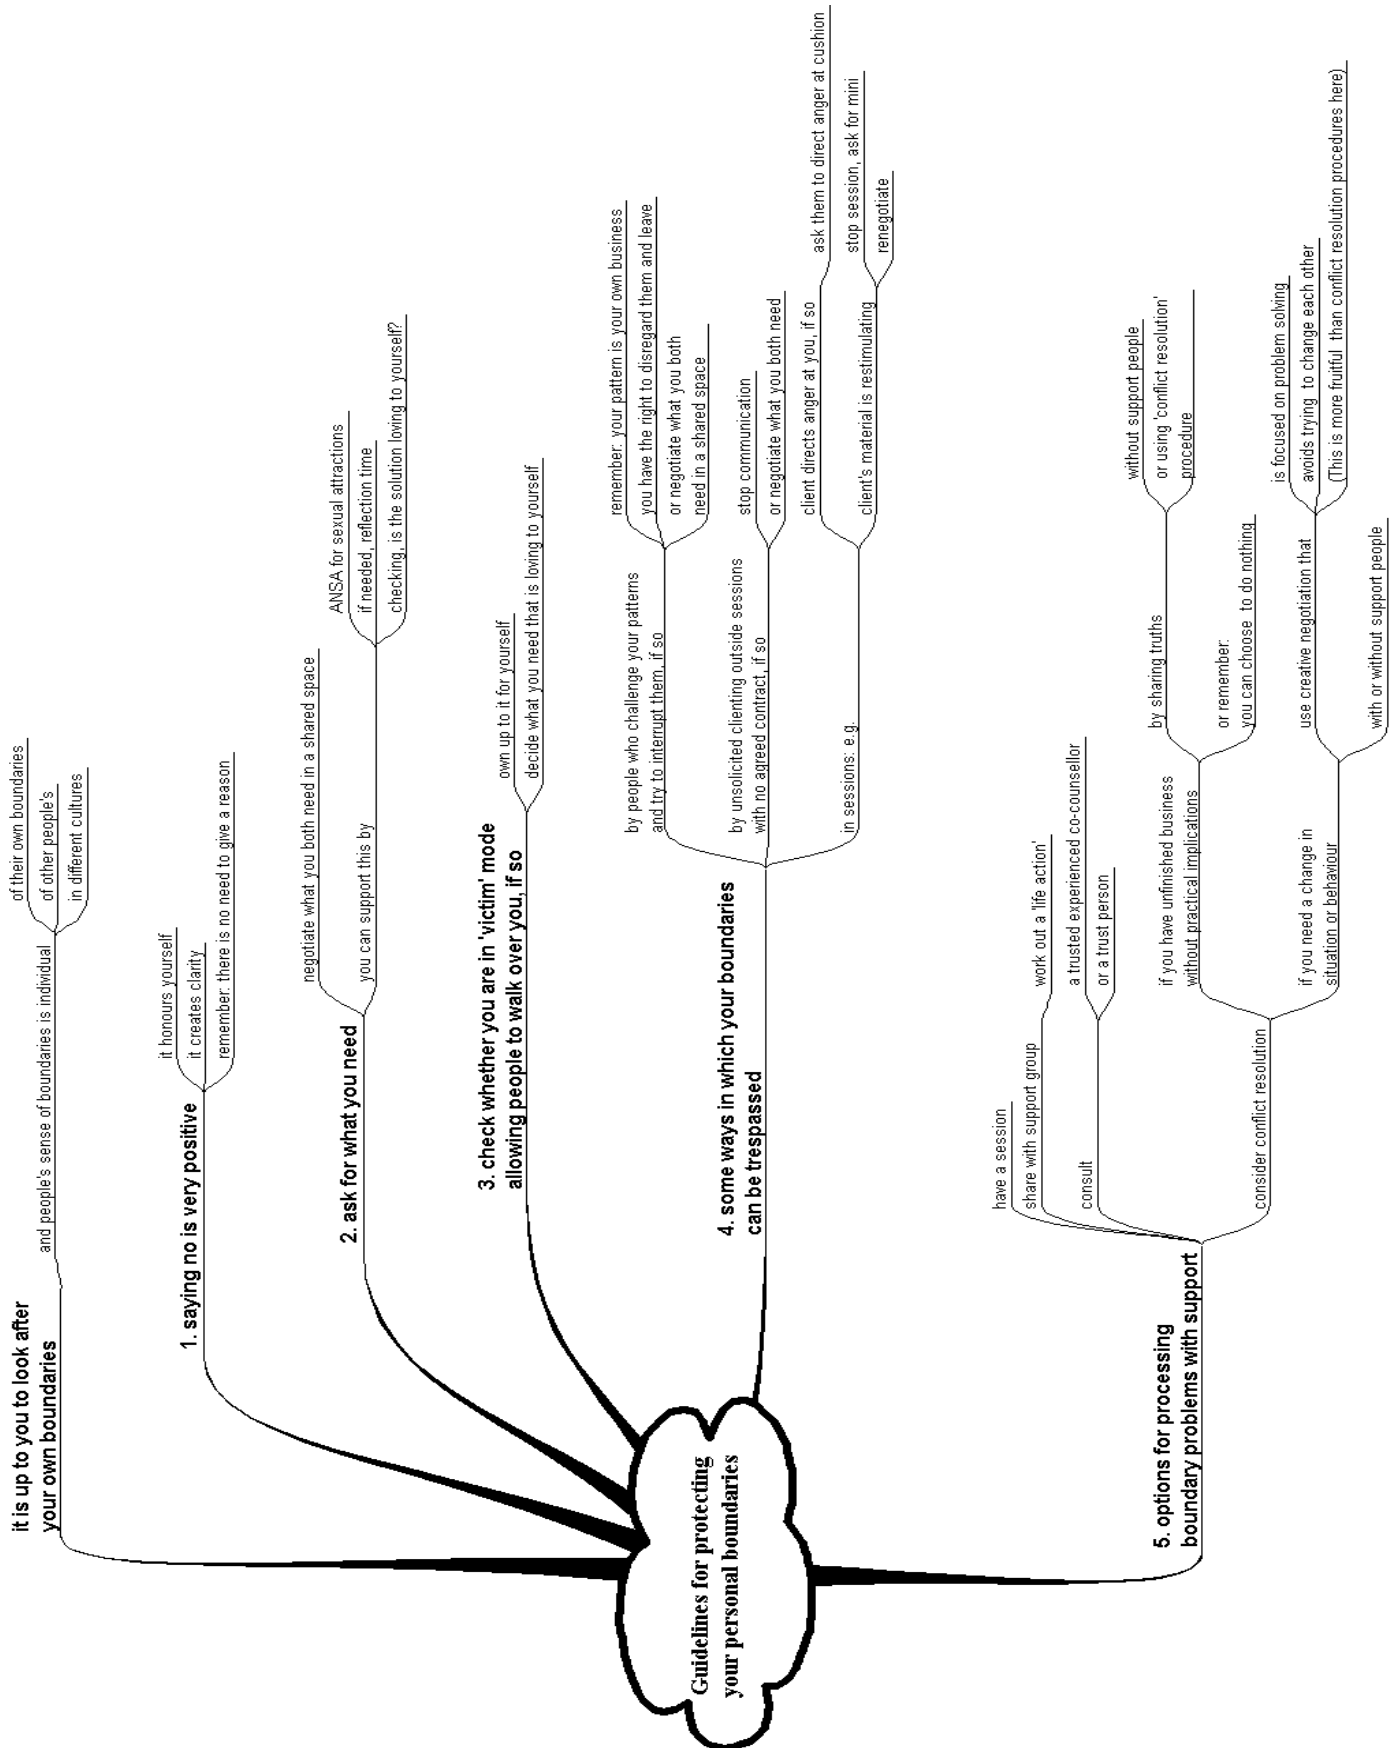 Guidelines for protecting
your personal boundaries
it is up to you to look after
your own boundaries
and people's sense of boundaries is individual
of their own boundaries
of other people's
in different cultures
1. saying no is very positive
it honours yourself
it creates clarity
remember: there is no need to give a reason
2. ask for what you need
negotiate what you both need in a shared space
you can support this by
ANSA for sexual attractions
if needed, reflection time
checking, is the solution loving to yourself?
3. check whether you are in 'victim' mode
allowing people to walk over you, if so
own up to it for yourself
decide what you need that is loving to yourself
4. some ways in which your boundaries
can be trespassed
by people who challenge your patterns
and try to interrupt them, if so
remember: your pattern is your own business
you have the right to disregard them and leave
or negotiate what you both
need in a shared space
by unsolicited clienting outside sessions
with no agreed contract, if so
stop communication
or negotiate what you both need
in sessions: e.g.
client directs anger at you, if so
ask them to direct anger at cushion
client's material is restimulating
stop session, ask for mini
renegotiate
5. options for processing
boundary problems with support
have a session
share with support group
work out a 'life action'
consult
a trusted experienced co-counsellor
or a trust person
consider conflict resolution
if you have unfinished business
without practical implications
by sharing truths
without support people
or using 'conflict resolution'
procedure
or remember:
you can choose to do nothing
if you need a change in
situation or behaviour
use creative negotiation that
is focused on problem solving
avoids trying to change each other
(This is more fruitful than conflict resolution procedures here)
with or without support people